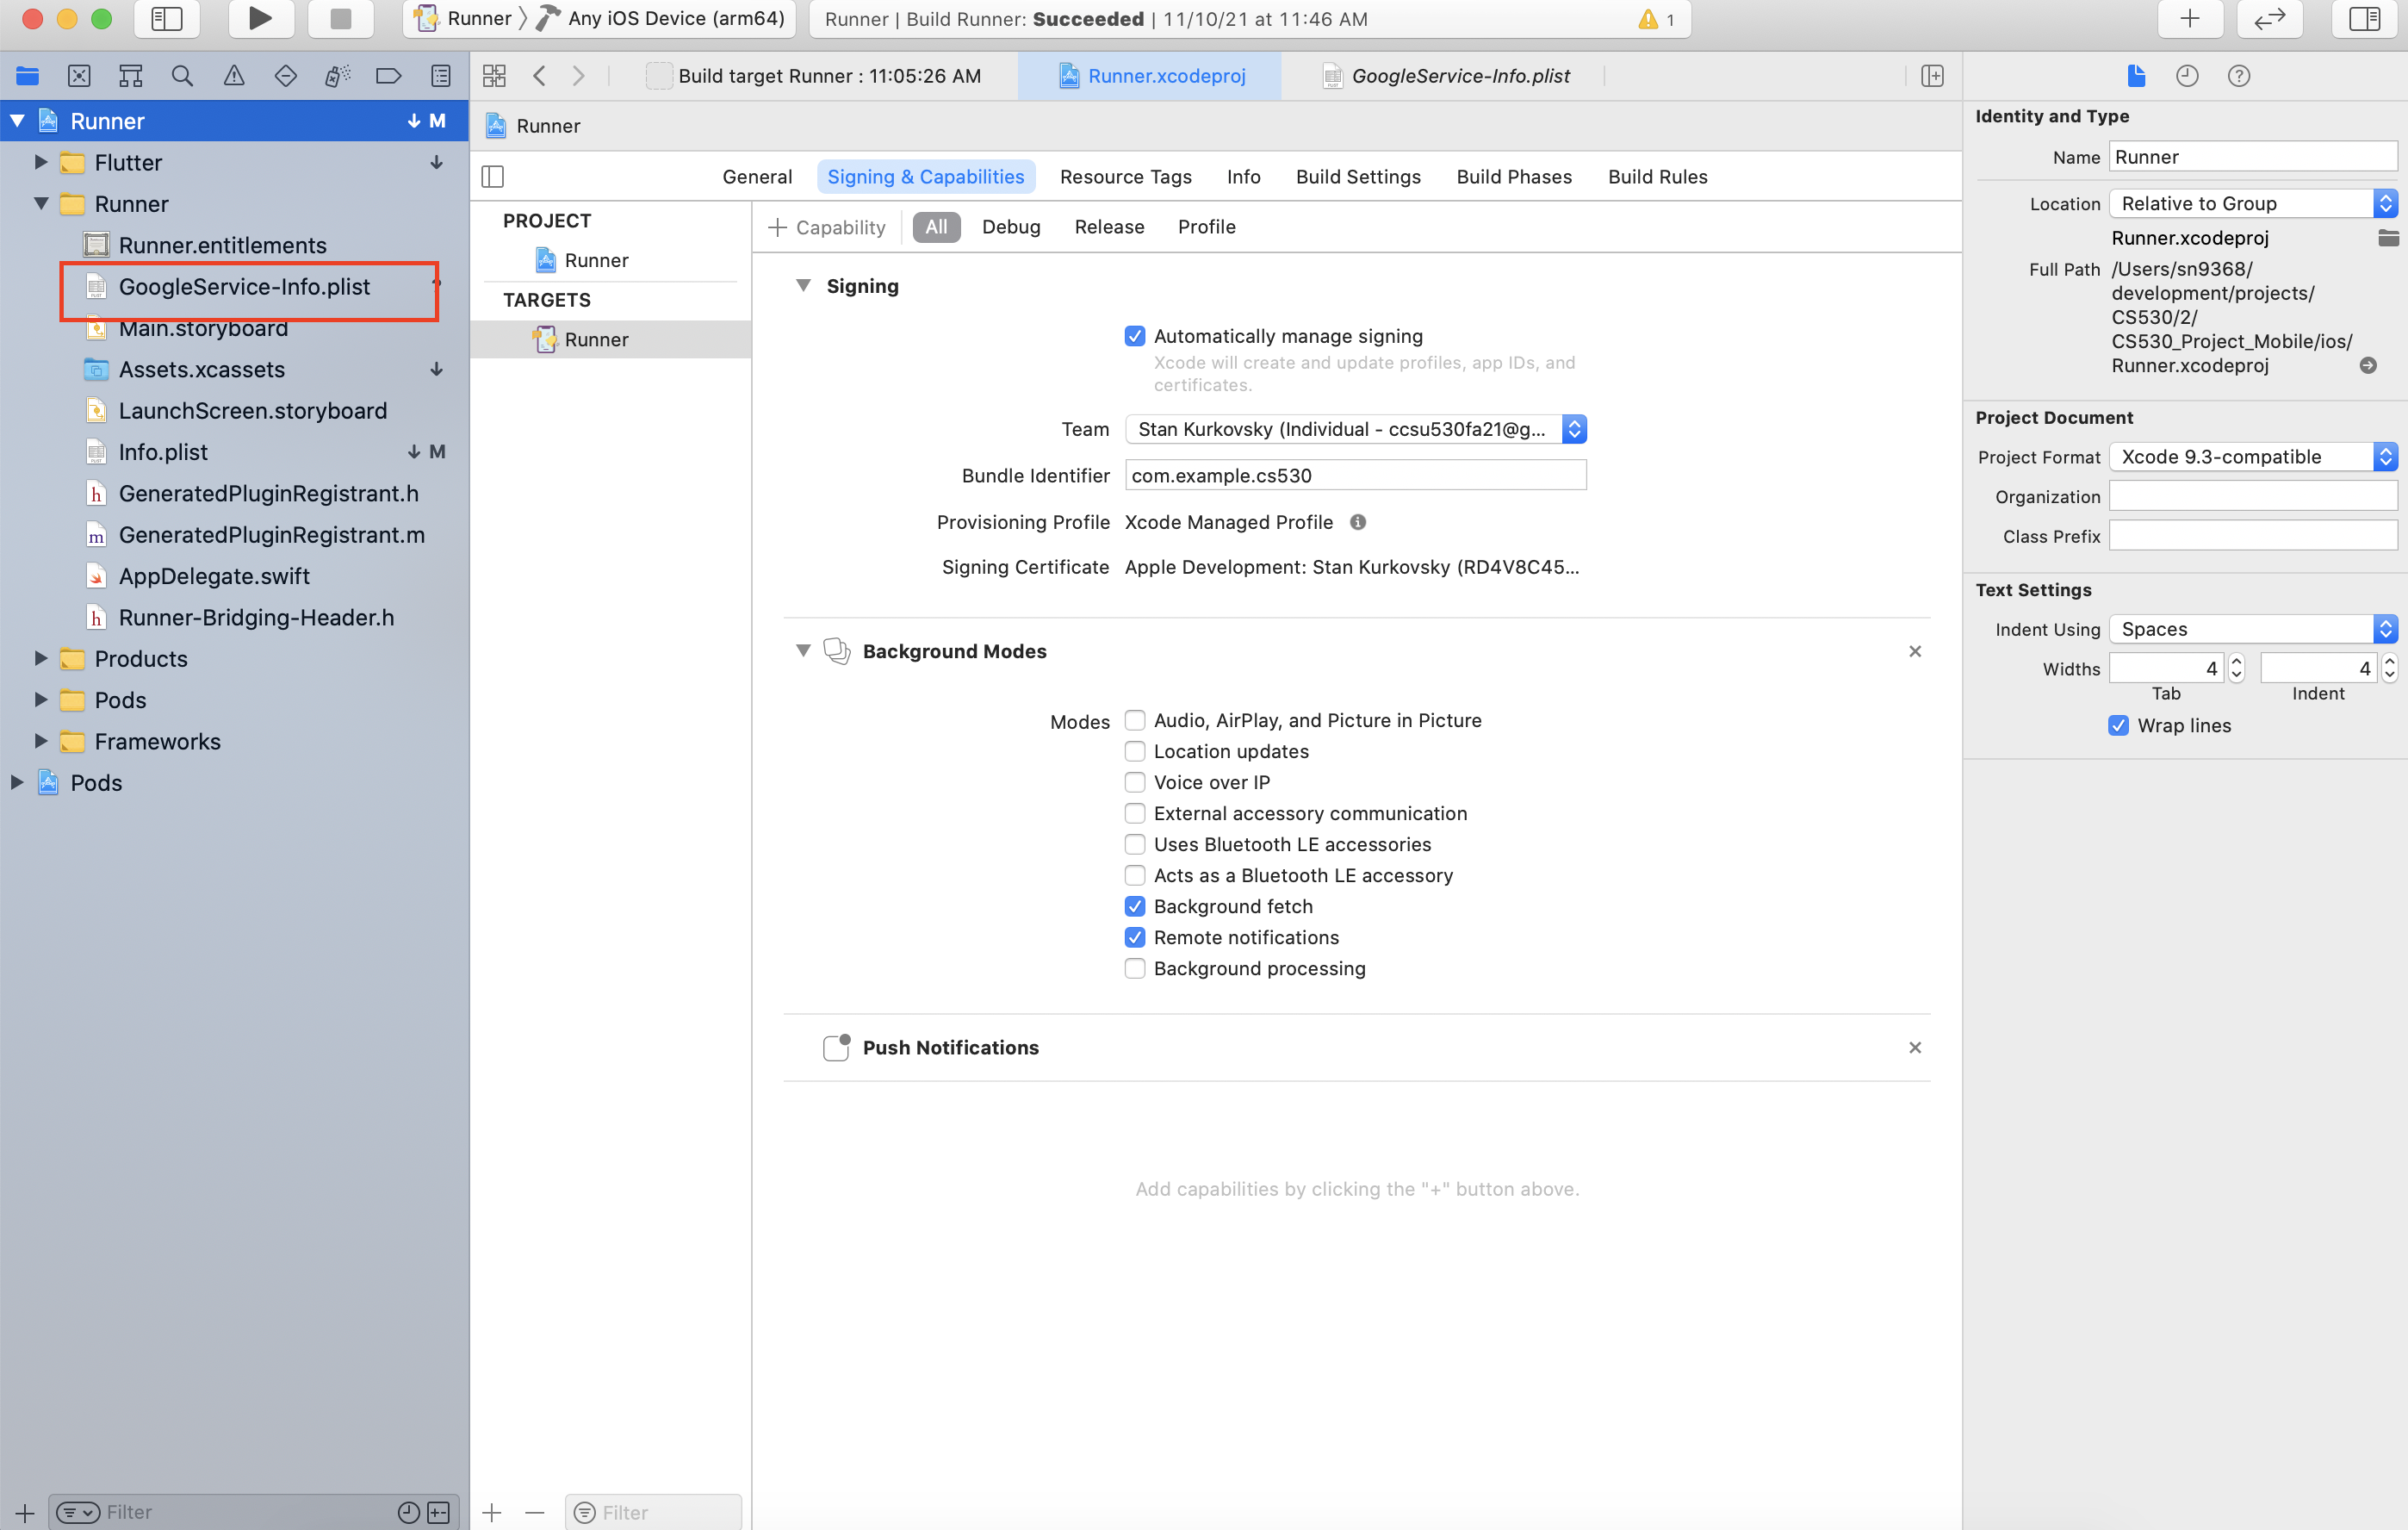 Runner 〉 Any iOS Device (arm64)
Runner | Build Runner: Succeeded | 11/10/21 at 11:46 AM
1
Build target Runner : 11:05:26 AM
Runner.xcodeproj
GoogleService-Info.plist
Runner
M
Flutter
Runner
Runner.entitlements
GoogleService-Info.plist
Main.storyboard
Assets.xcassets
LaunchScreen.storyboard
Info.plist
M
GeneratedPluginRegistrant.h
GeneratedPluginRegistrant.m
AppDelegate.swift
Runner-Bridging-Header.h
Products
Pods
Frameworks
Pods
Filter
Runner
General
Signing & Capabilities
Resource Tags
Info
Build Settings
Build Phases
Build Rules
PROJECT
Runner
TARGETS
Runner
Filter
+ Capability
All
Debug
Release
Profile
Signing
Automatically manage signing
Xcode will create and update profiles, app IDs, and
certificates.
Team Stan Kurkovsky (Individual - ccsu530fa21@g...
Bundle Identifier com.example.cs530
Provisioning Profile Xcode Managed Profile
Signing Certificate Apple Development: Stan Kurkovsky (RD4V8C45...
Background Modes
Modes
Audio, AirPlay, and Picture in Picture
Location updates
Voice over IP
External accessory communication
Uses Bluetooth LE accessories
Acts as a Bluetooth LE accessory
Background fetch
Remote notifications
Background processing
Push Notifications
Add capabilities by clicking the "+" button above.
Identity and Type
Name Runner
Location Relative to Group
Runner.xcodeproj
Full Path /Users/sn9368/
development/projects/
CS530/2/
CS530_Project_Mobile/ios/
Runner.xcodeproj
Project Document
Project Format Xcode 9.3-compatible
Organization
Class Prefix
Text Settings
Indent Using Spaces
Widths 4 4
Tab Indent
Wrap lines